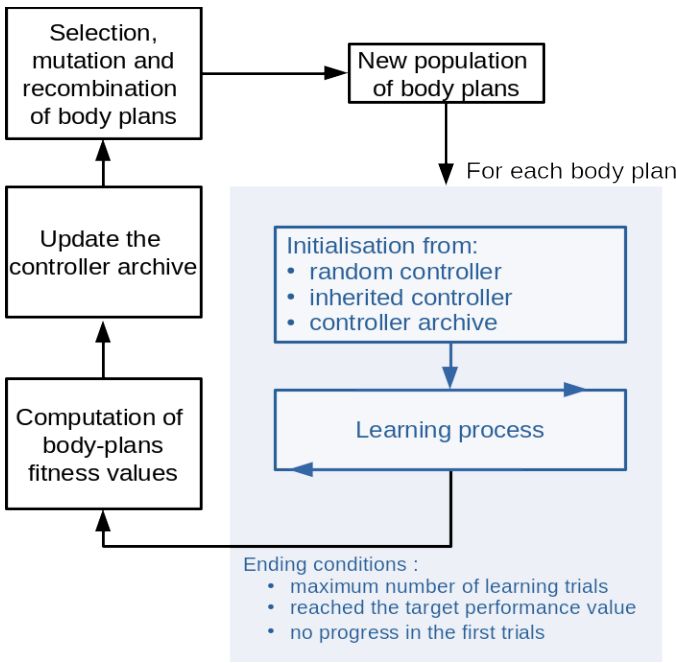 Selection,
mutation and
recombination
of body plans
New population
of body plans
For each body plan
Update the
controller archive
Initialisation from:
• random controller
• inherited controller
• controller archive
Computation of
body-plans
fitness values
Learning process
Ending conditions :
• maximum number of learning trials
• reached the target performance value
• no progress in the first trials